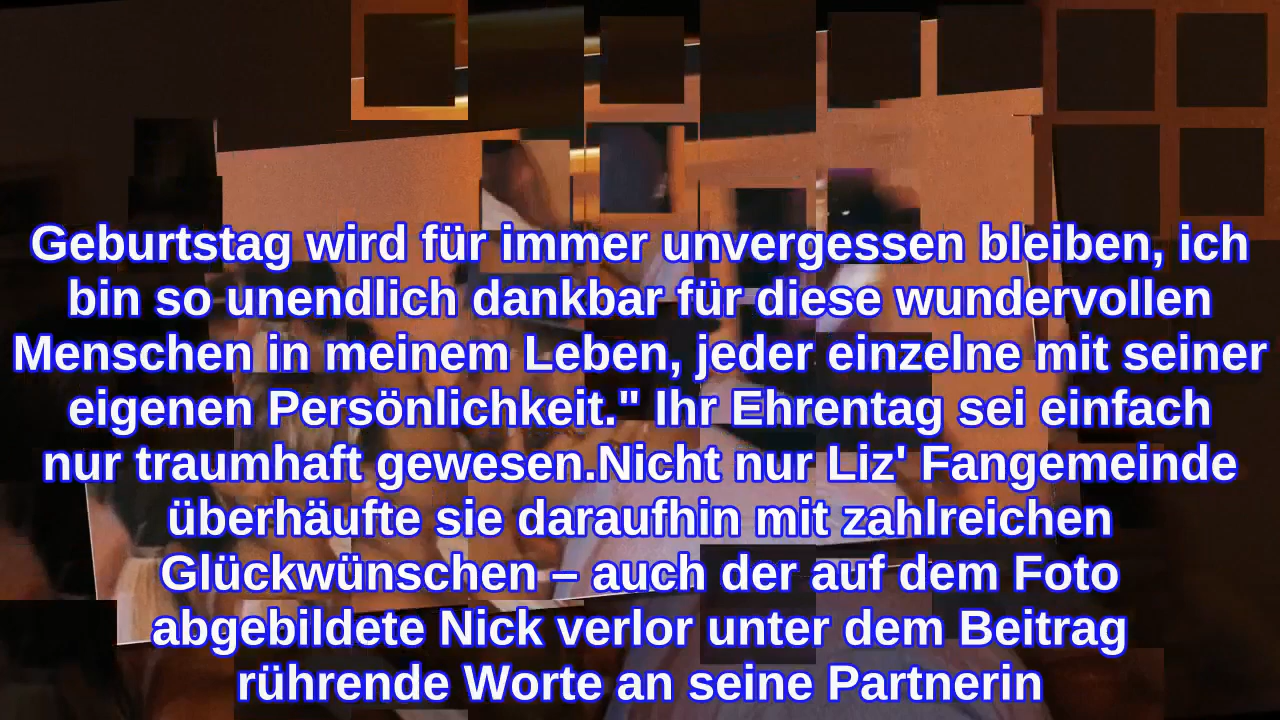 Geburtstag wird für immer unvergessen bleiben, ich
bin so unendlich dankbar für diese wundervollen
Menschen in meinem Leben, jeder einzelne mit seiner
eigenen Persönlichkeit." Ihr Ehrentag sei einfach
nur traumhaft gewesen.Nicht nur Liz' Fangemeinde
überhäufte sie daraufhin mit zahlreichen
Glückwünschen – auch der auf dem Foto
abgebildete Nick verlor unter dem Beitrag
rührende Worte an seine Partnerin